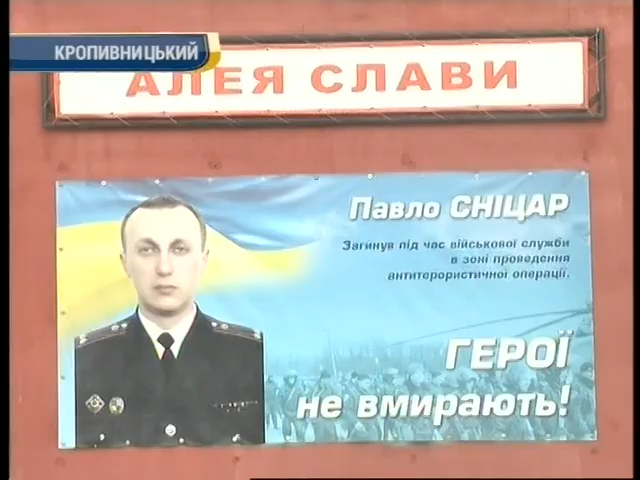 КРОПИВНИЦЬКИЙ
АЛЕЯ СЛАВИ
Павло СНІЦАР
Загинув під час військової служби
в зоні проведення
антитерористичної операції.
ГЕРОЇ
не вмирають!